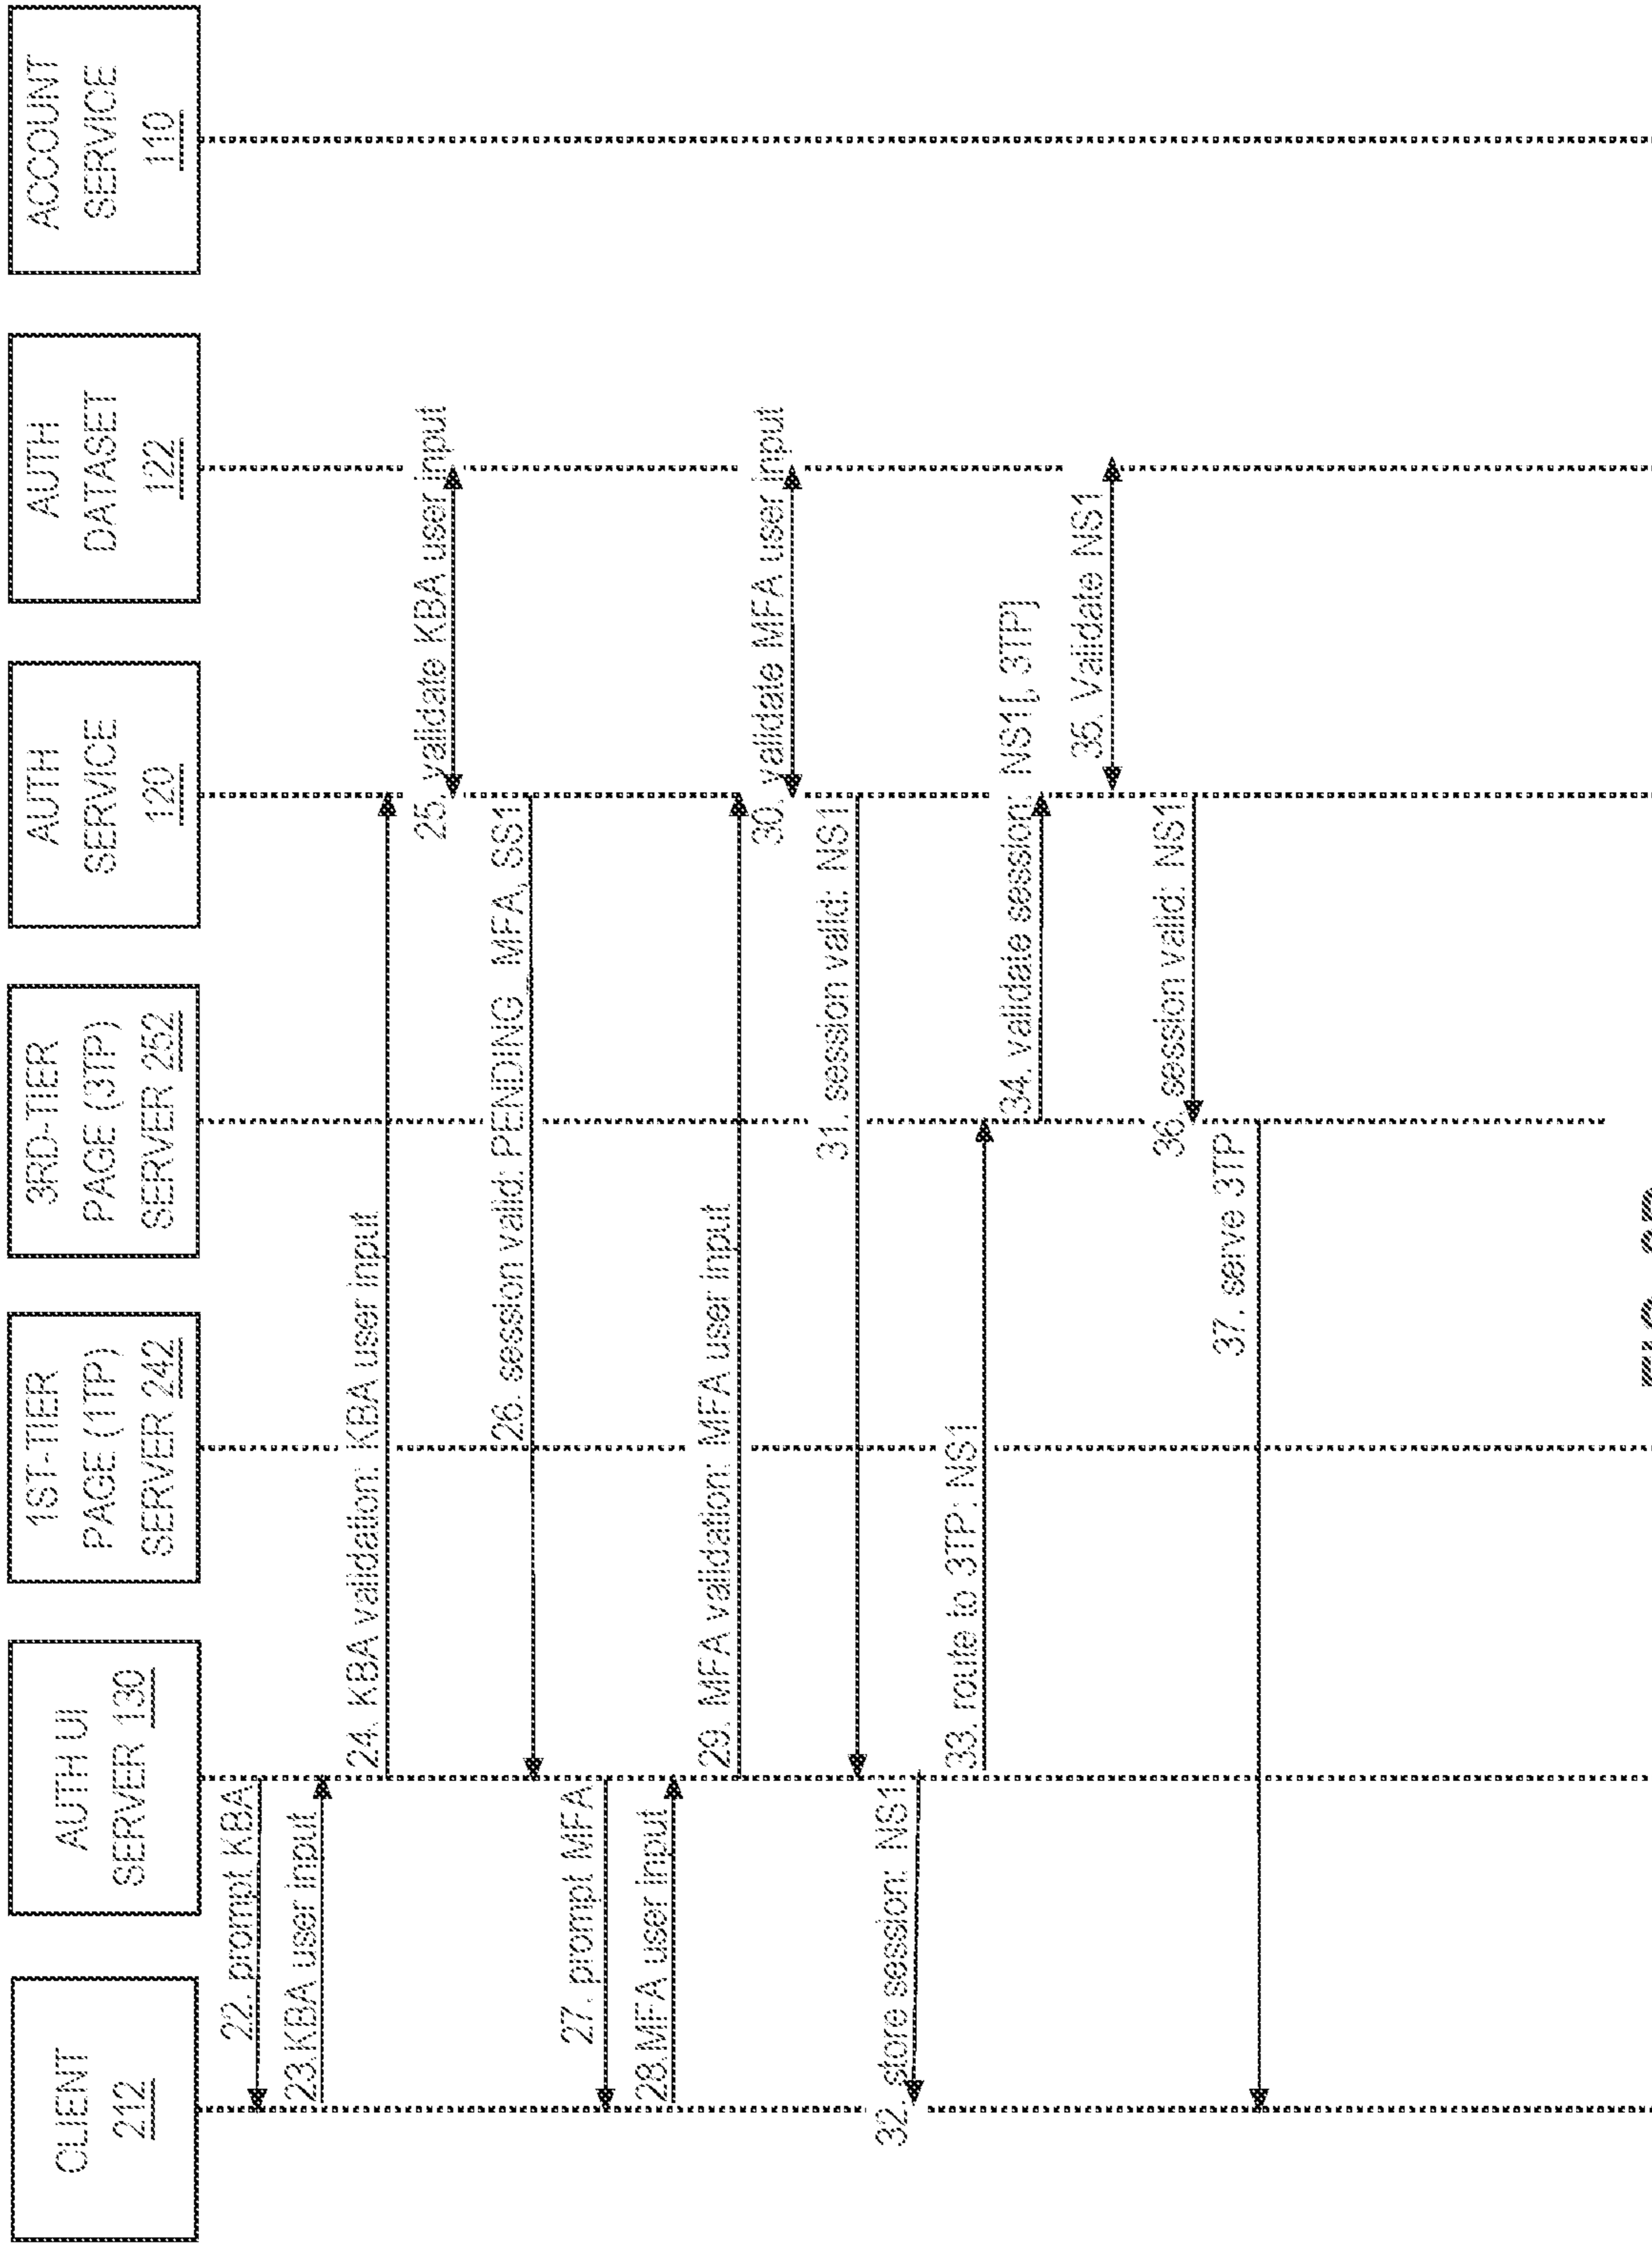 CLIENT
212
AUTH UI
SERVER 130
1ST-TIER
PAGE (1TP)
SERVER 242
3RD-TIER
PAGE (3TP)
SERVER 252
AUTH
SERVICE
120
AUTH
DATASET
122
ACCOUNT
SERVICE
110
22. prompt KBA
23.KBA user input
24. KBA validation: KBA user input
25. validate KBA user input
26. session valid: PENDING_MFA, SS1
27. prompt MFA
28.MFA user input
29. MFA validation: MFA user input
30. validate MFA user input
31. session valid: NS1
32. store session: NS1
33. route to 3TP: NS1
34. validate session: NS1[, 3TP]
35. Validate NS1
36. session valid: NS1
37. serve 3TP